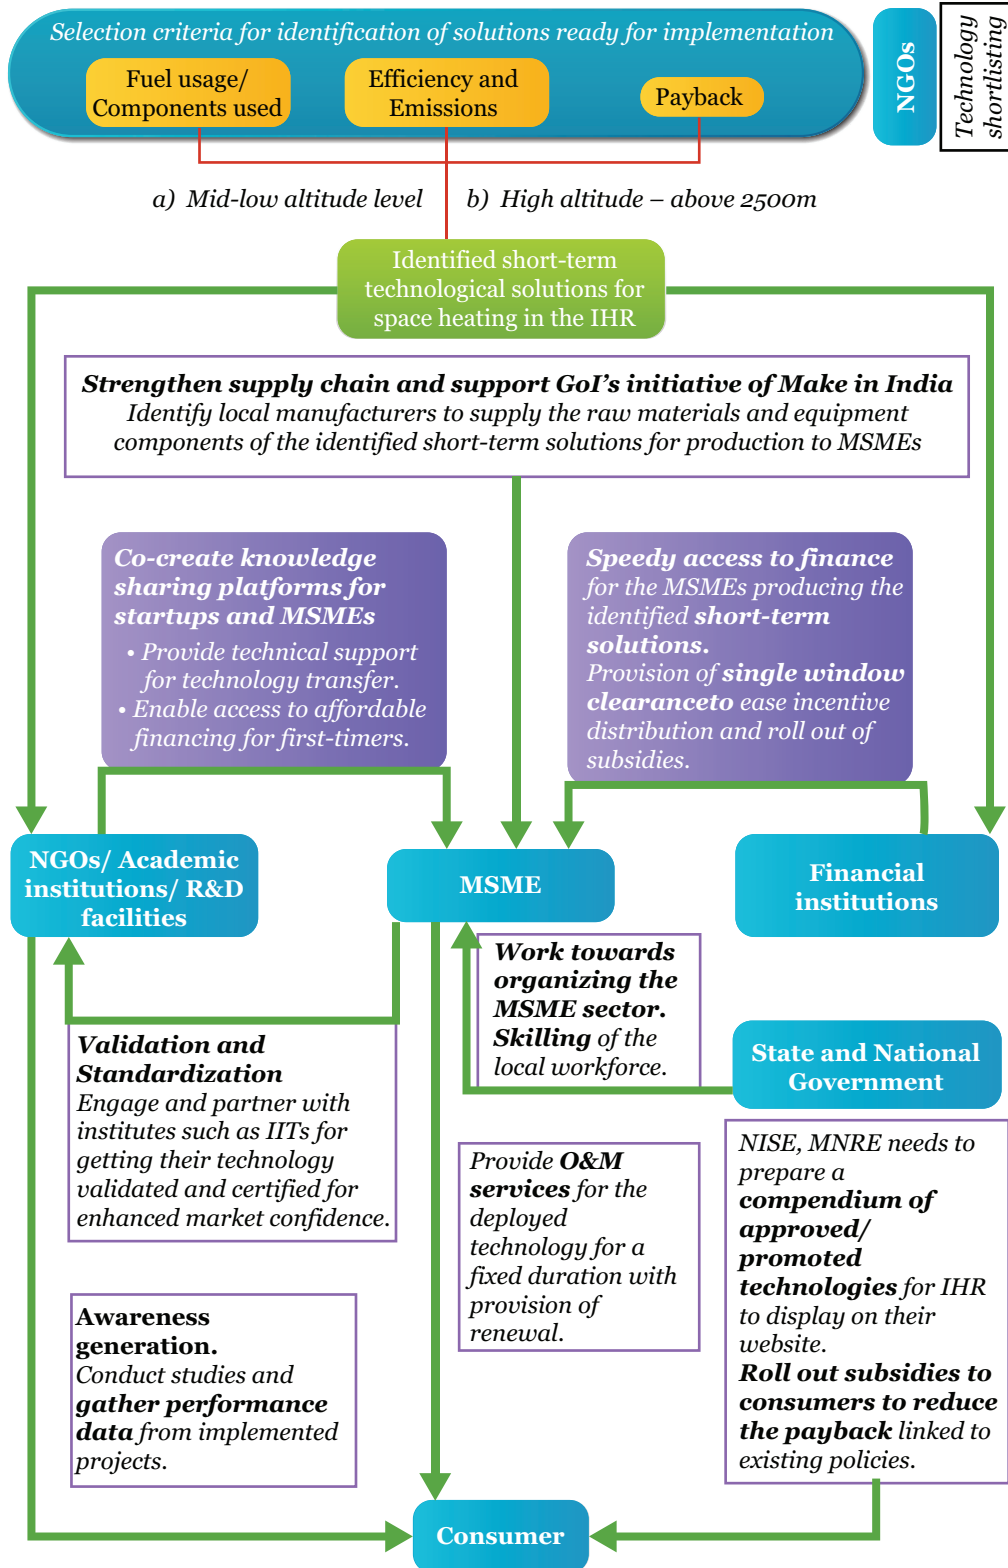 Selection criteria for identification of solutions ready for implementation
Fuel usage/
Components used
Efficiency and
Emissions
Payback
NGOs
Technology
shortlisting
a) Mid-low altitude level
b) High altitude – above 2500m
Identified short-term
technological solutions for
space heating in the IHR
Strengthen supply chain and support GoI's initiative of Make in India
Identify local manufacturers to supply the raw materials and equipment
components of the identified short-term solutions for production to MSMEs
Co-create knowledge
sharing platforms for
startups and MSMEs
• Provide technical support
for technology transfer.
• Enable access to affordable
financing for first-timers.
Speedy access to finance
for the MSMEs producing the
identified short-term
solutions.
Provision of single window
clearanceto ease incentive
distribution and roll out of
subsidies.
NGOs/ Academic
institutions/ R&D
facilities
MSME
Financial
institutions
Work towards
organizing the
MSME sector.
Skilling of the
local workforce.
State and National
Government
Validation and
Standardization
Engage and partner with
institutes such as IITs for
getting their technology
validated and certified for
enhanced market confidence.
Provide O&M
services for the
deployed
technology for a
fixed duration with
provision of
renewal.
NISE, MNRE needs to
prepare a
compendium of
approved/
promoted
technologies for IHR
to display on their
website.
Roll out subsidies to
consumers to reduce
the payback linked to
existing policies.
Awareness
generation.
Conduct studies and
gather performance
data from implemented
projects.
Consumer